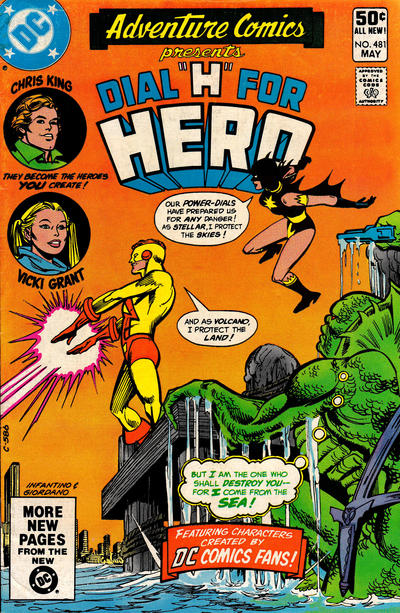 DC
Adventure Comics
presents
DIAL "H" FOR
HERO
50¢
ALL NEW!
NO. 481
MAY
APPROVED
BY THE
COMICS
CODE
AUTHORITY
CHRIS KING
THEY BECOME THE HEROES
YOU CREATE!
VICKI GRANT
OUR POWER-DIALS
HAVE PREPARED US
FOR ANY DANGER!
AS STELLAR, I PROTECT
THE SKIES!
AND AS VOLCANO,
I PROTECT THE
LAND!
BUT I AM THE ONE WHO
SHALL DESTROY YOU--
FOR I COME FROM THE
SEA!
C-586
INFANTINO &
GIORDANO
MORE
NEW
PAGES
FROM THE
NEW
DC
FEATURING CHARACTERS
CREATED BY
DC COMICS FANS!